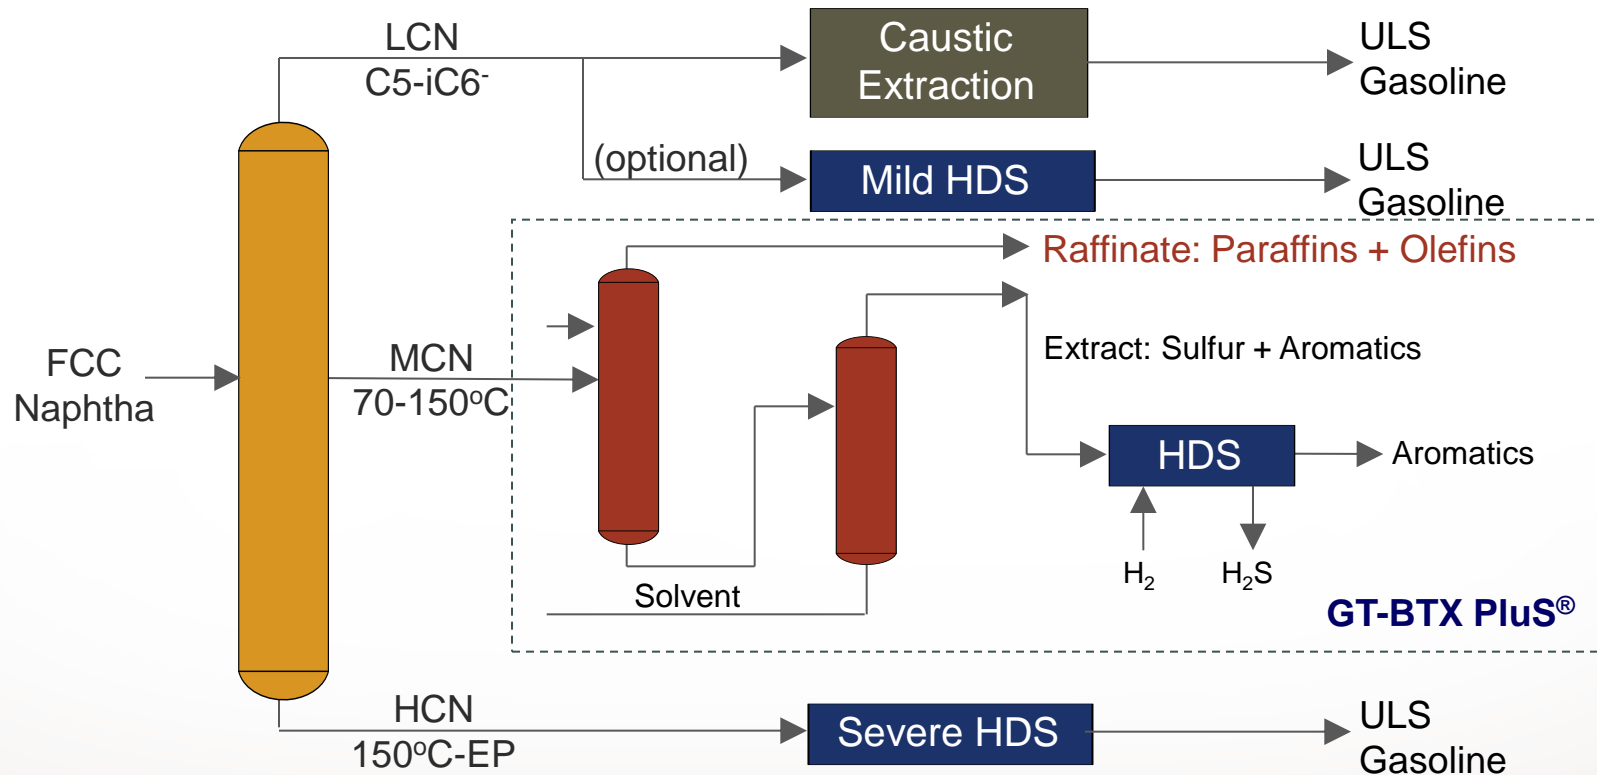 LCN
C5-iC6⁻
Caustic
Extraction
ULS
Gasoline
(optional)
Mild HDS
ULS
Gasoline
Raffinate: Paraffins + Olefins
FCC
Naphtha
MCN
70-150ºC
Extract: Sulfur + Aromatics
HDS
Aromatics
H₂
H₂S
Solvent
GT-BTX PluS®
HCN
150ºC-EP
Severe HDS
ULS
Gasoline